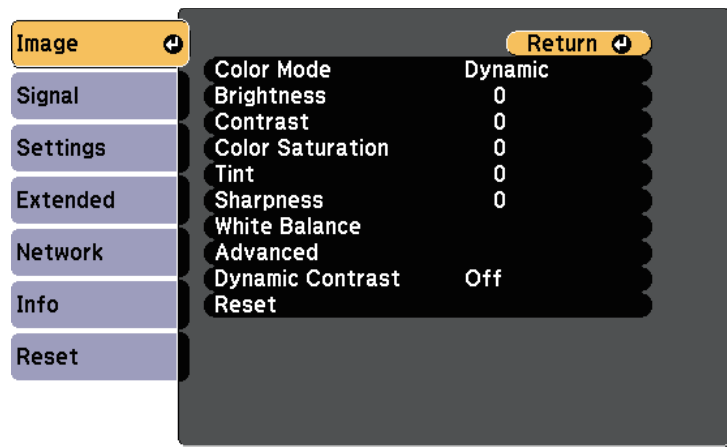 Image
Signal
Settings
Extended
Network
Info
Reset
Return
Color Mode Dynamic
Brightness 0
Contrast 0
Color Saturation 0
Tint 0
Sharpness 0
White Balance
Advanced
Dynamic Contrast Off
Reset